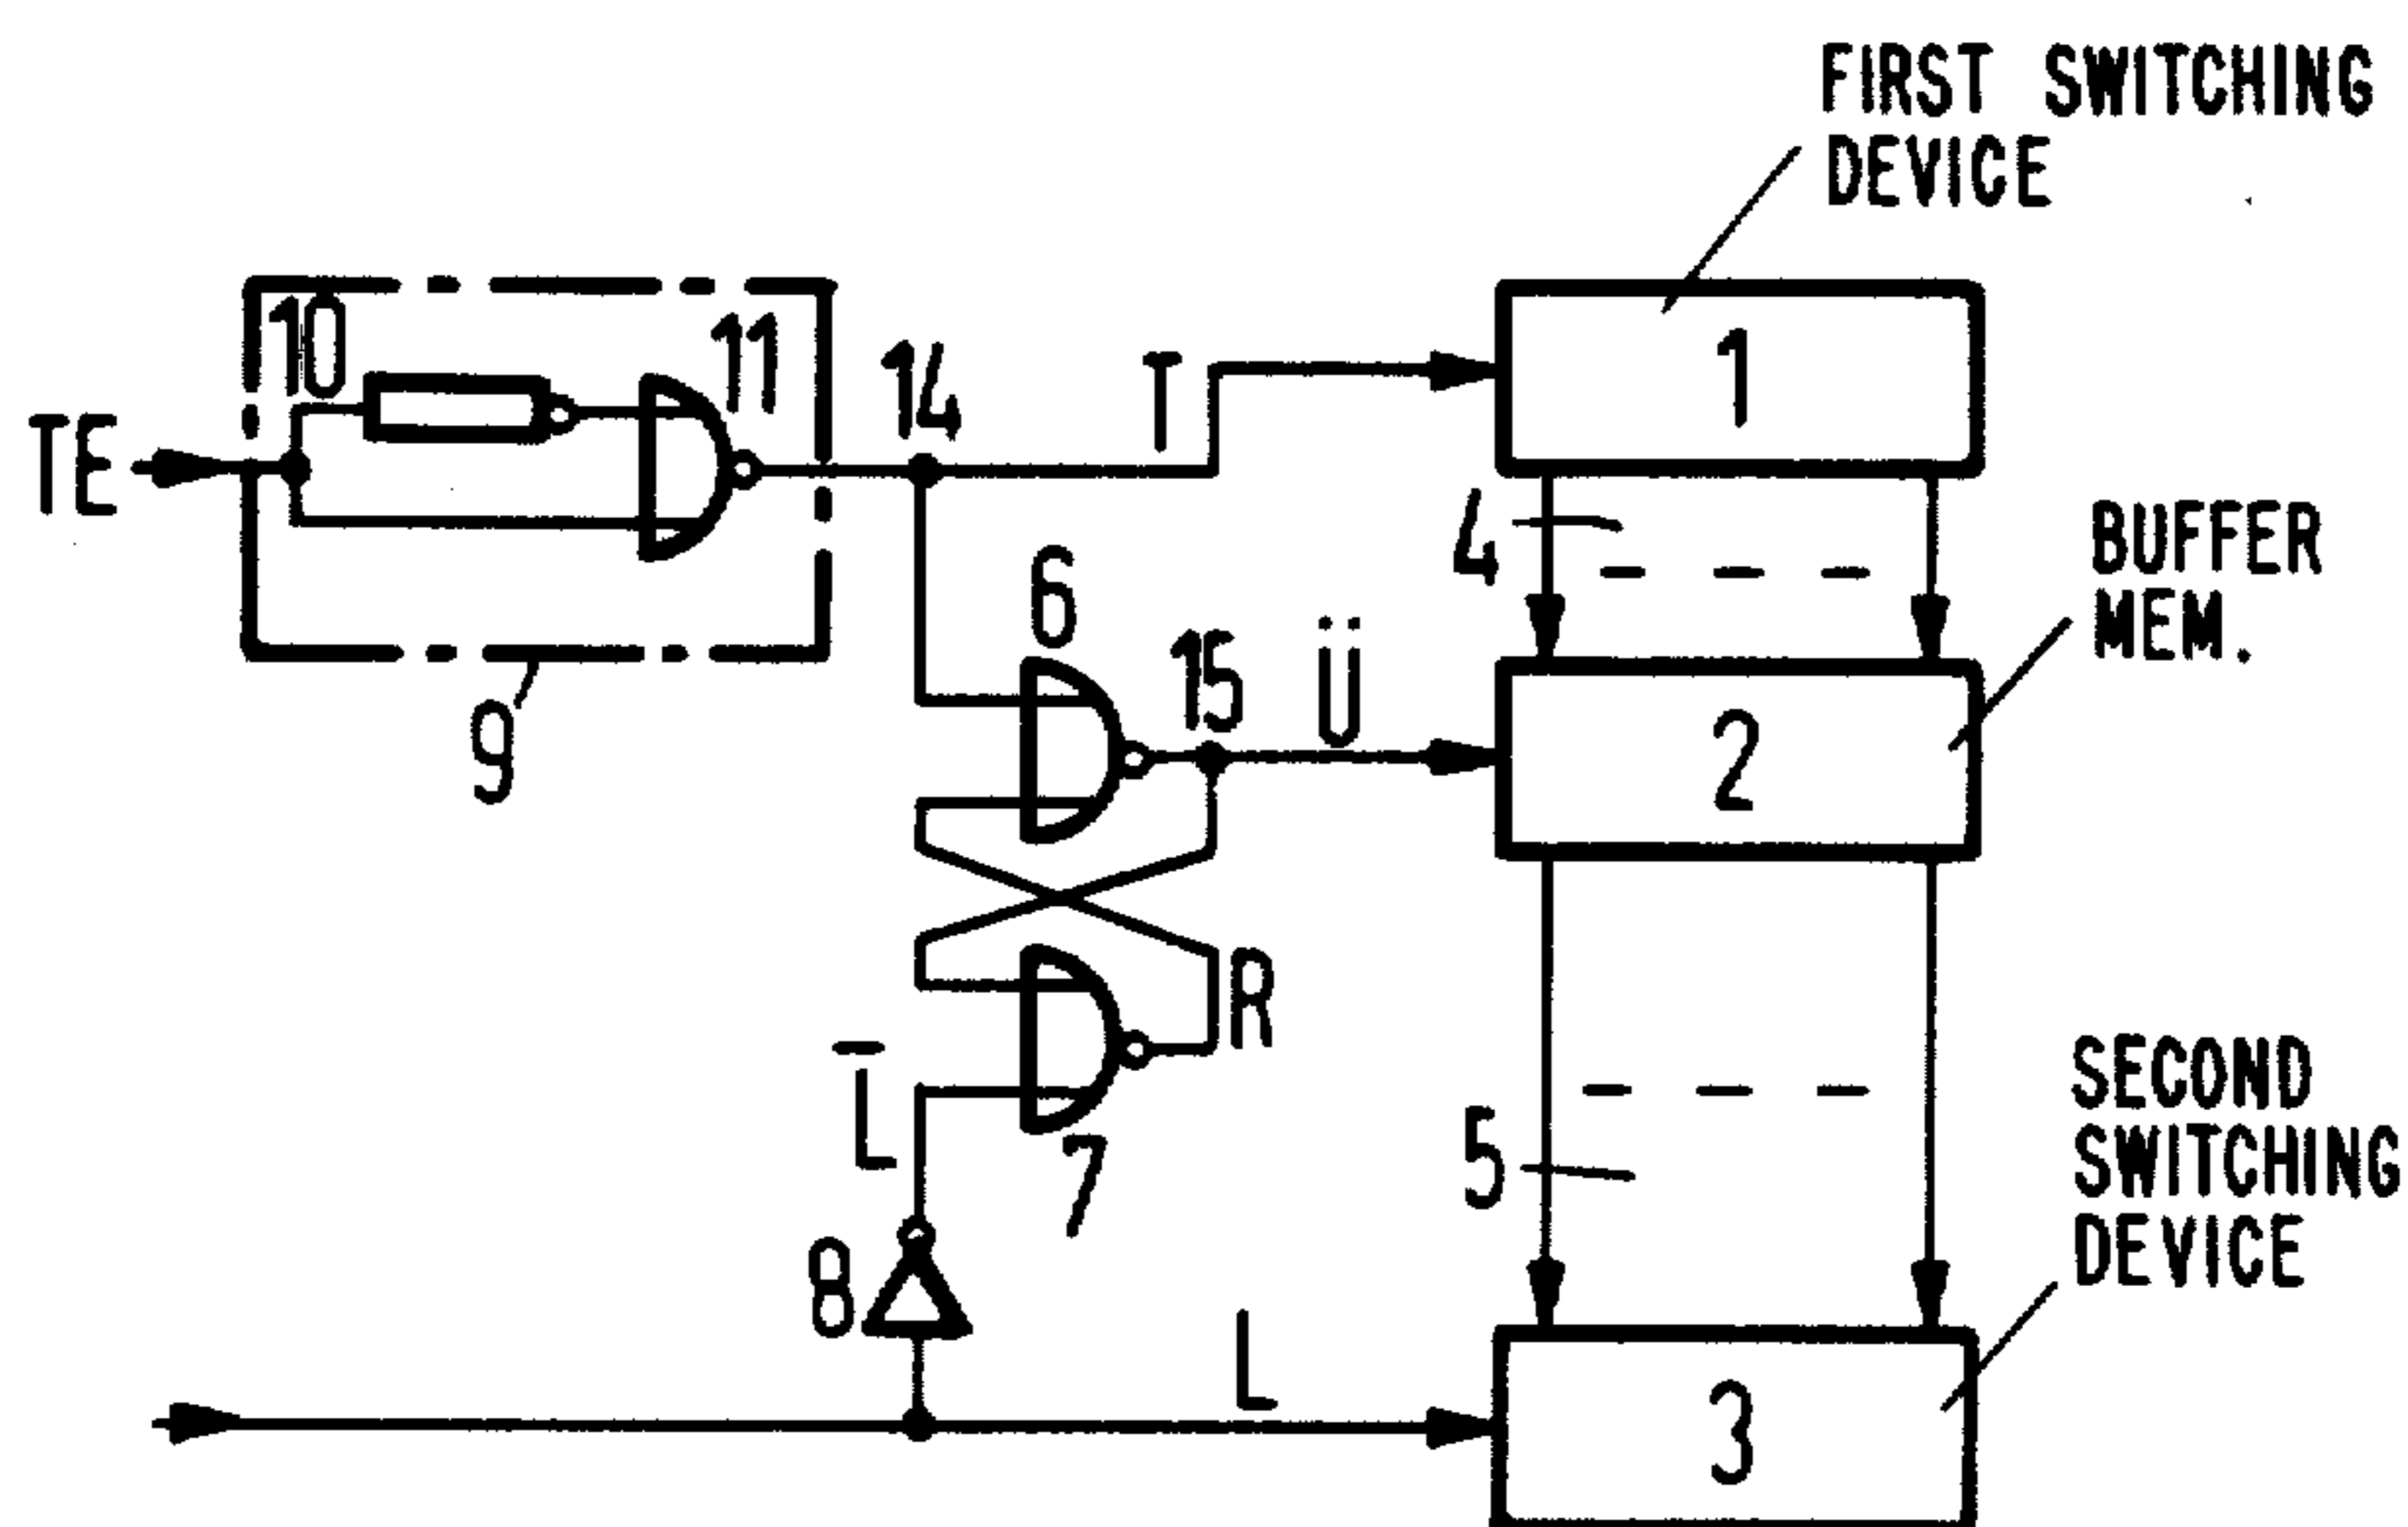 FIRST SWITCHING
DEVICE
10
11
14
T
1
TE
4
BUFFER
MEM.
6
15
Ü
9
2
R
L̅
SECOND
SWITCHING
DEVICE
5
7
8
L
3